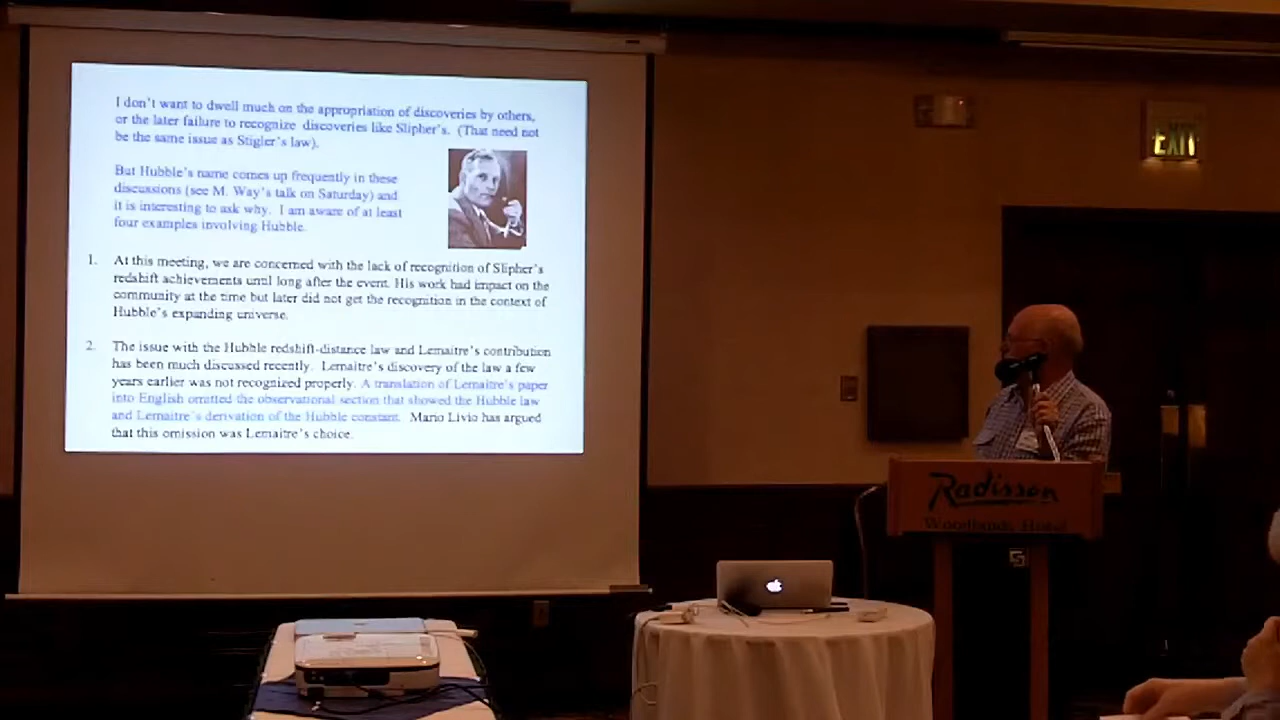 I don't want to dwell much on the appropriation of discoveries by others,
or the later failure to recognize discoveries like Slipher's. (That need not
be the same issue as Stigler's law).
But Hubble's name comes up frequently in these
discussions (see M. Way's talk on Saturday) and
it is interesting to ask why. I am aware of at least
four examples involving Hubble.
1. At this meeting, we are concerned with the lack of recognition of Slipher's
redshift achievements until long after the event. His work had impact on the
community at the time but later did not get the recognition in the context of
Hubble's expanding universe.
2. The issue with the Hubble redshift-distance law and Lemaitre's contribution
has been much discussed recently. Lemaitre's discovery of the law a few
years earlier was not recognized properly. A translation of Lemaitre's paper
into English omitted the observational section that showed the Hubble law
and Lemaitre's derivation of the Hubble constant. Mario Livio has argued
that this omission was Lemaitre's choice.
EXIT
Radisson
Woodlands Hotel